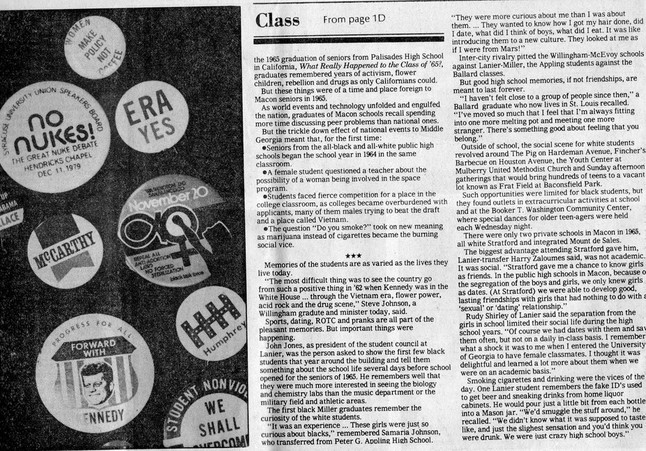 WOMEN
MAKE
POLICY
NOT
SYRACUSE UNIVERSITY UNION SPEAKERS BOARD
NO
NUKES!
THE GREAT NUKE DEBATE
HENDRICKS CHAPEL
DEC 11 1979
ERA
YES
November 20
McCARTHY
Humphrey
PROGRESS FOR ALL
FORWARD
WITH
ENNEDY
STUDENT NONVIO
WE
SHALL
OVERCOM
Class From page 1D
the 1965 graduation of seniors from Palisades High School
in California, What Really Happened to the Class of '65?,
graduates remembered years of activism, flower
children, rebellion and drugs as only Californians could.
But these things were of a time and place foreign to
Macon seniors of 1965.
As world events and technology unfolded and engulfed
the nation, graduates of Macon schools recall spending
more time discussing peer problems than national ones.
But the trickle down effect of national events to Middle
Georgia meant that, for the first time:
●Seniors from the all-black and all-white public high
schools began the school year in 1964 in the same
classroom.
●A female student questioned a teacher about the
possibility of a woman being involved in the space
program.
●Students faced fierce competition for a place in the
college classroom, as colleges became overburdened with
applicants, many of them males trying to beat the draft
and a place called Vietnam.
●The question "Do you smoke?" took on new meaning
as marijuana instead of cigarettes became the burning
social vice.
★★★
Memories of the students are as varied as the lives they
live today.
"The most difficult thing was to see the country go
from such a positive thing in '62 when Kennedy was in the
White House ... through the Vietnam era, flower power,
acid rock and the drug scene," Steve Johnson, a
Willingham gradute and minister today, said.
Sports, dating, ROTC and pranks are all part of the
pleasant memories. But important things were
happening.
John Jones, as president of the student council at
Lanier, was the person asked to show the first few black
students that year around the building and tell them
something about the school life several days before school
opened for the seniors of 1965. He remembers well that
they were much more interested in seeing the biology
and chemistry labs than the music department or the
military field and athletic areas.
The first black Miller graduates remember the
curiosity of the white students.
"It was an experience ... These girls were just so
curious about blacks," remembered Samaria Johnson,
who transferred from Peter G. Appling High School.
"They were more curious about me than I was about
them. ... They wanted to know how I got my hair done, did
I date, what did I think of boys, what did I eat. It was like
introducing them to a new culture. They looked at me as
if I were from Mars!"
Inter-city rivalry pitted the Willingham-McEvoy schools
against Lanier-Miller, the Appling students against the
Ballard classes.
But good high school memories, if not friendships, are
meant to last forever.
"I haven't felt close to a group of people since then," a
Ballard graduate who now lives in St. Louis recalled.
"I've moved so much that I feel that I'm always fitting
into one more melting pot and meeting one more
stranger. There's something good about feeling that you
belong."
Outside of school, the social scene for white students
revolved around The Pig on Hardeman Avenue, Fincher's
Barbecue on Houston Avenue, the Youth Center at
Mulberry United Methodist Church and Sunday afternoon
gatherings that would bring hundreds of teens to a vacant
lot known as Frat Field at Baconsfield Park.
Such opportunities were limited for black students, but
they found outlets in extracurricular activities at school
and at the Booker T. Washington Community Center,
where special dances for older teen-agers were held
each Wednesday night.
There were only two private schools in Macon in 1965,
all white Stratford and integrated Mount de Sales.
The biggest advantage attending Stratford gave him,
Lanier-transfer Harry Zaloumes said, was not academic.
It was social. "Stratford gave me a chance to know girls
as friends. In the public high schools in Macon, because o
the segregation of the boys and girls, we only knew girls
as dates. (At Stratford) we were able to develop good,
lasting friendships with girls that had nothing to do with a
'sexual' or 'dating' relationship."
Rudy Shirley of Lanier said the separation from the
girls in school limited their social life during the high
school years. "Of course we had dates with them and sav
them often, but not on a daily in-class basis. I remember
what a shock it was to me when I entered the University
of Georgia to have female classmates. I thought it was
delightful and learned a lot more about them when we
were on an academic basis."
Smoking cigarettes and drinking were the vices of the
day. One Lanier student remembers the fake ID's used
to get beer and sneaking drinks from home liquor
cabinets. He would pour just a little bit from each bottle
into a Mason jar. "We'd smuggle the stuff around," he
recalled. "We didn't know what it was supposed to taste
like, and just the slighest sensation and you'd think you
were drunk. We were just crazy high school boys."